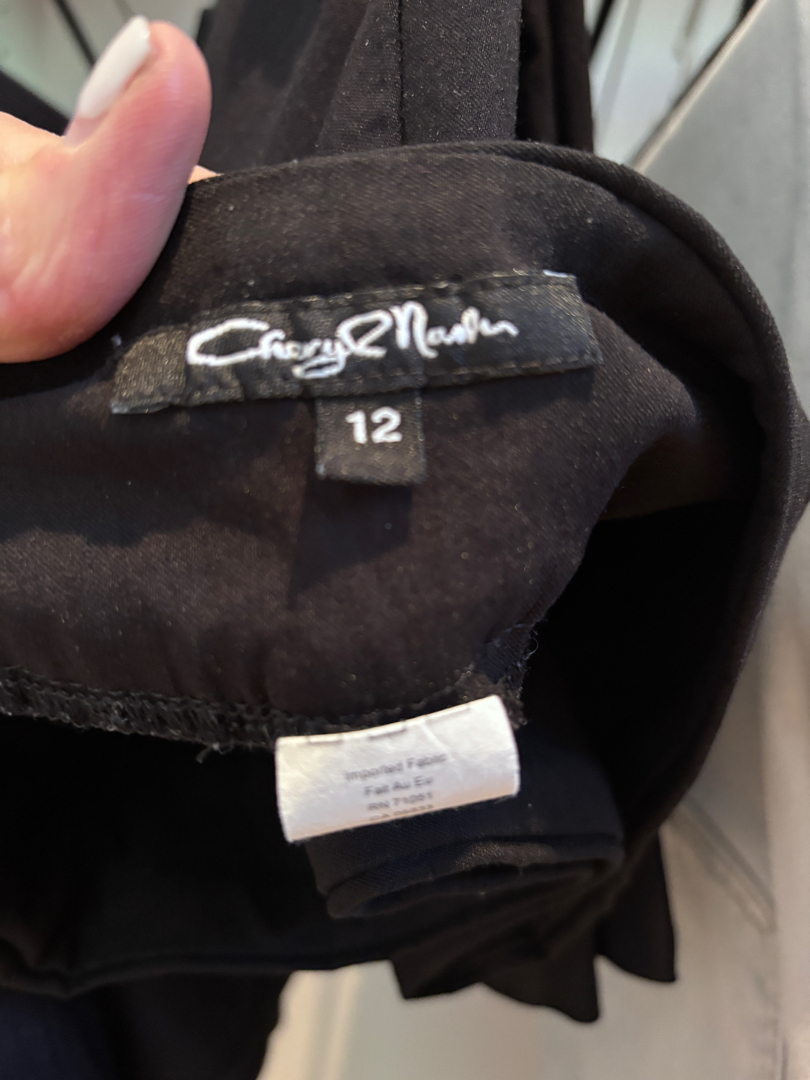 Cheryl Nash
12
Imported Fabric
Fait Au Eu
RN 71051